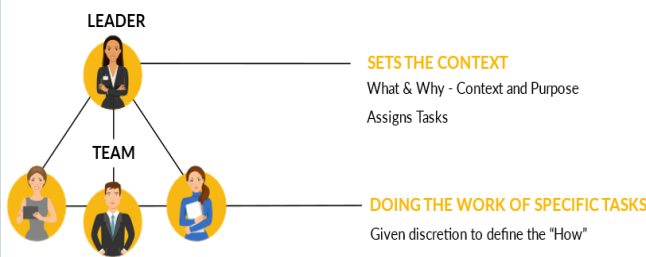 LEADER
SETS THE CONTEXT
What & Why - Context and Purpose
Assigns Tasks
TEAM
DOING THE WORK OF SPECIFIC TASKS
Given discretion to define the “How”